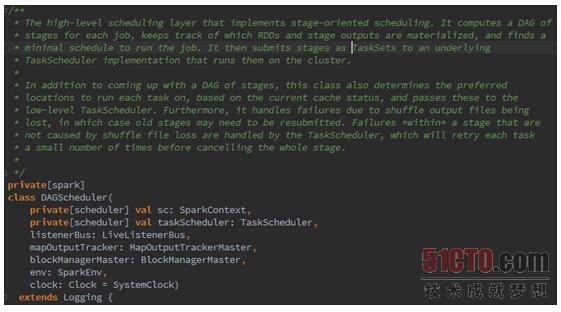 /**
* The high-level scheduling layer that implements stage-oriented scheduling. It computes a DAG of
* stages for each job, keeps track of which RDDs and stage outputs are materialized, and finds a
* minimal schedule to run the job. It then submits stages as TaskSets to an underlying
* TaskScheduler implementation that runs them on the cluster.
*
* In addition to coming up with a DAG of stages, this class also determines the preferred
* locations to run each task on, based on the current cache status, and passes these to the
* low-level TaskScheduler. Furthermore, it handles failures due to shuffle output files being
* lost, in which case old stages may need to be resubmitted. Failures *within* a stage that are
* not caused by shuffle file loss are handled by the TaskScheduler, which will retry each task
* a small number of times before cancelling the whole stage.
*
*/
private[spark]
class DAGScheduler(
private[scheduler] val sc: SparkContext,
private[scheduler] val taskScheduler: TaskScheduler,
listenerBus: LiveListenerBus,
mapOutputTracker: MapOutputTrackerMaster,
blockManagerMaster: BlockManagerMaster,
env: SparkEnv,
clock: Clock = SystemClock)
extends Logging {
51CTO.com
技术成就梦想